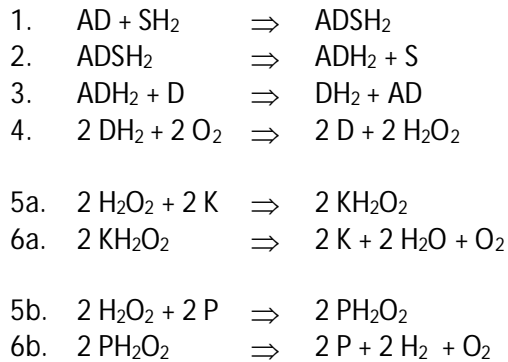 1. AD + SH₂ ⇒ ADSH₂
2. ADSH₂ ⇒ ADH₂ + S
3. ADH₂ + D ⇒ DH₂ + AD
4. 2 DH₂ + 2 O₂ ⇒ 2 D + 2 H₂O₂
5a. 2 H₂O₂ + 2 K ⇒ 2 KH₂O₂
6a. 2 KH₂O₂ ⇒ 2 K + 2 H₂O + O₂
5b. 2 H₂O₂ + 2 P ⇒ 2 PH₂O₂
6b. 2 PH₂O₂ ⇒ 2 P + 2 H₂ + O₂